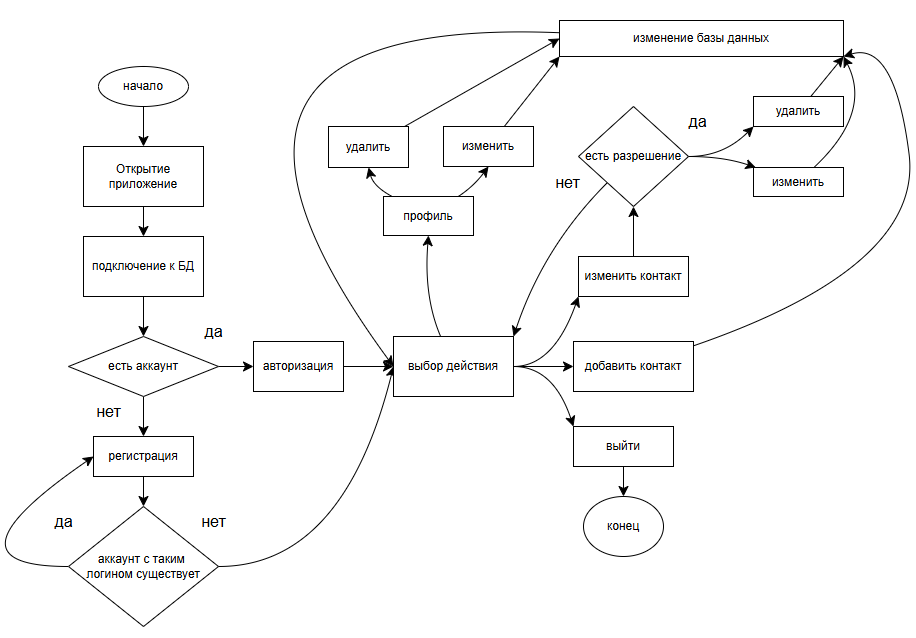 изменение базы данных
начало
удалить
да
удалить
изменить
Открытие
приложение
есть разрешение
нет
изменить
профиль
подключение к БД
изменить контакт
да
есть аккаунт
авторизация
выбор действия
добавить контакт
нет
регистрация
выйти
да
нет
конец
аккаунт с таким
логином существует